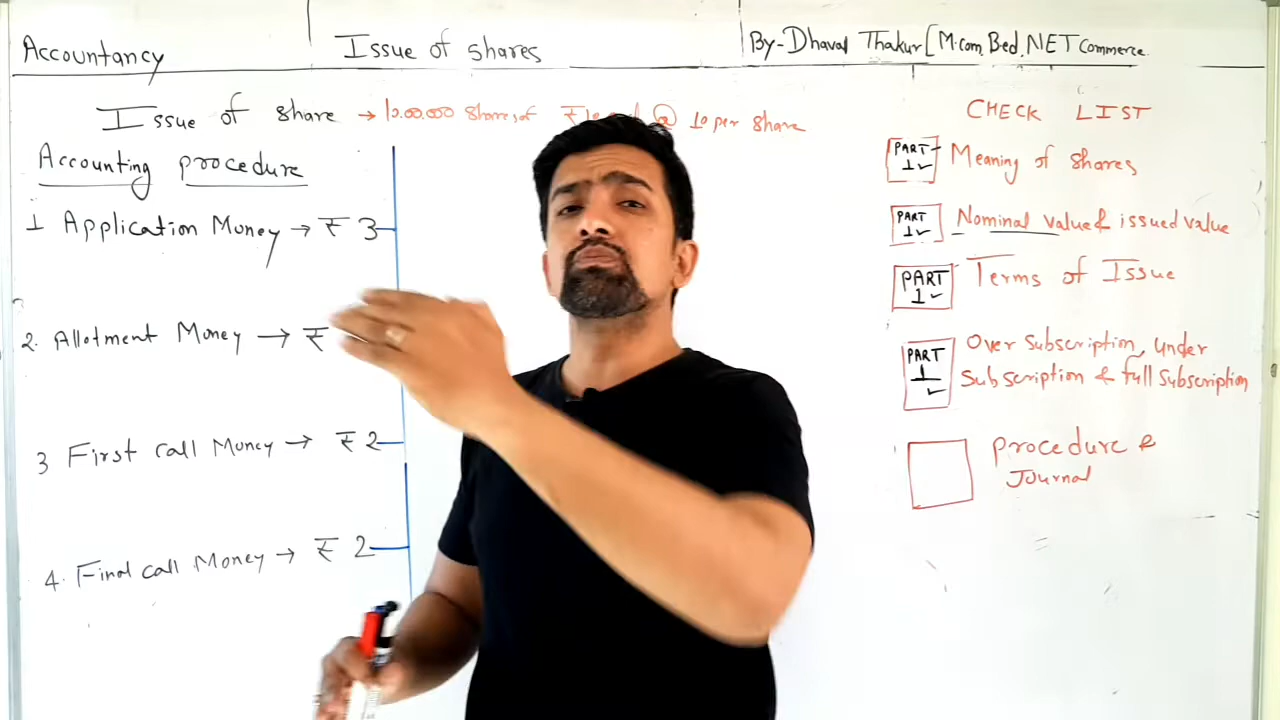 Accountancy
Issue of shares
By-Dhaval Thakur [M.com, Bed, NET Commerce.
Issue of share → 10,00,000 Shares of ₹ @ 10 per share
Accounting procedure
1 Application Money → ₹ 3
2. Allotment Money → ₹
3 First call Money → ₹ 2
4. Final call Money → ₹ 2
CHECK LIST
PART 1 Meaning of shares
PART 1 Nominal value & issued value
PART 1 Terms of Issue
PART 1 Over Subscription, Under
Subscription & full Subscription
procedure &
Journal